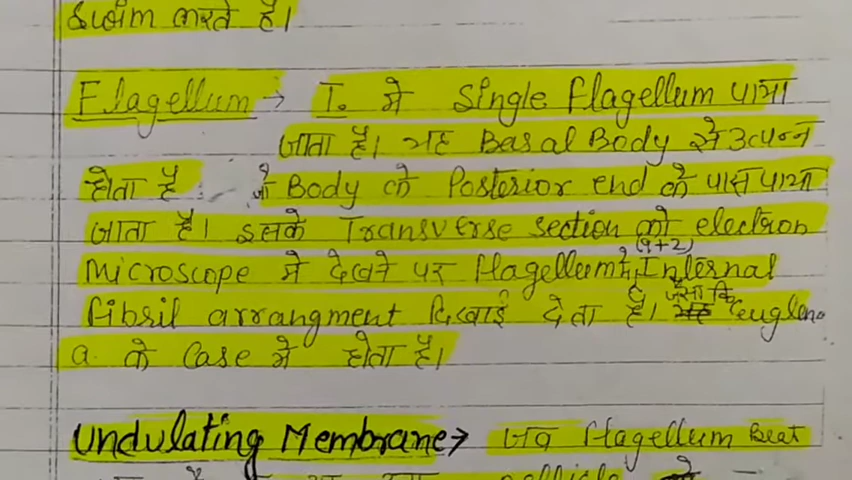 करते है।
Flagellum → T. मे single flagellum पाया
जाता है। यह Basal Body से उत्पन्न
होता है जो Body के Posterior end के पास पाया
जाता है। इसके Transverse section को electron
(9+2)
Microscope मे देखने पर flagellum मे Internal
जैसा कि
fibril arrangment दिखाई देता है। Euglen
a के case मे होता है।
Undulating Membrane → जब flagellum Beat